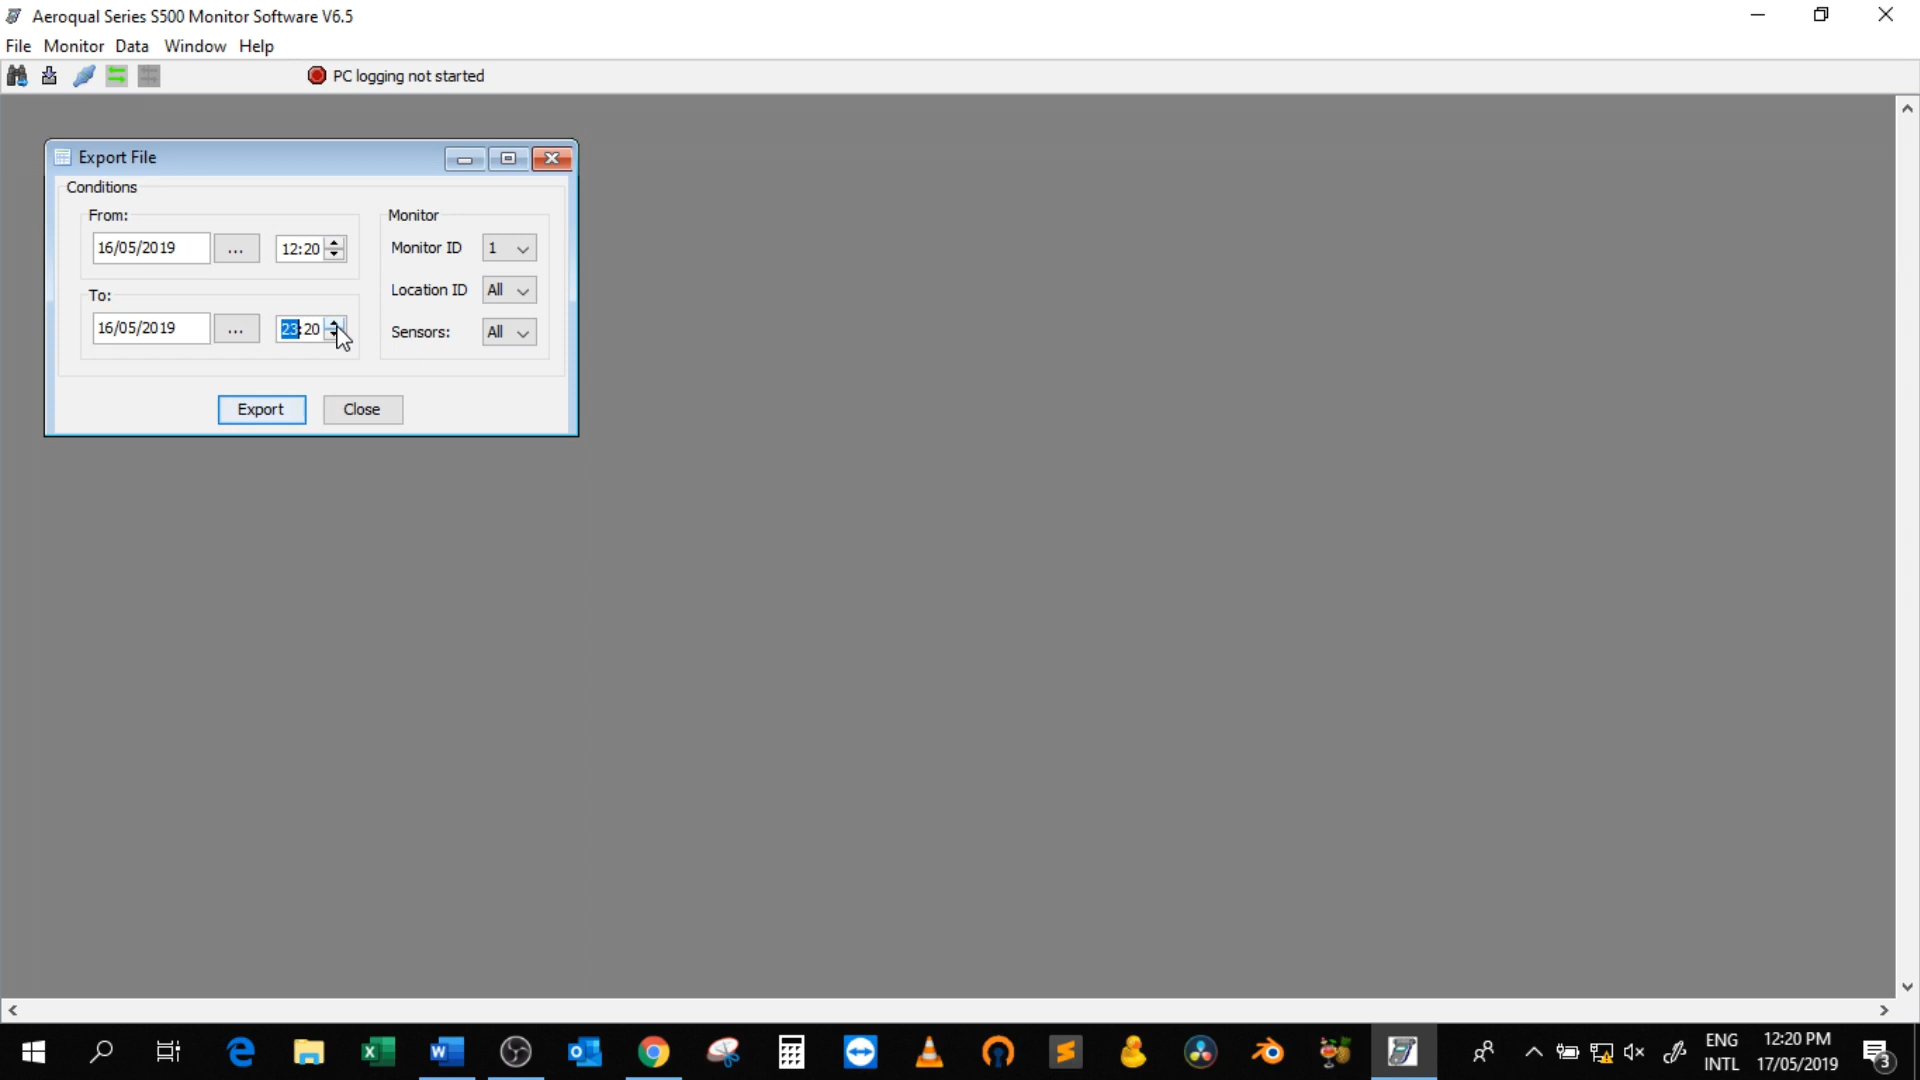 Aeroqual Series S500 Monitor Software V6.5
File Monitor Data Window Help
PC logging not started
Export File
Conditions
From:
16/05/2019 ... 12:20
To:
16/05/2019 ... 23:20
Monitor
Monitor ID 1
Location ID All
Sensors: All
Export Close
ENG
INTL
12:20 PM
17/05/2019
3